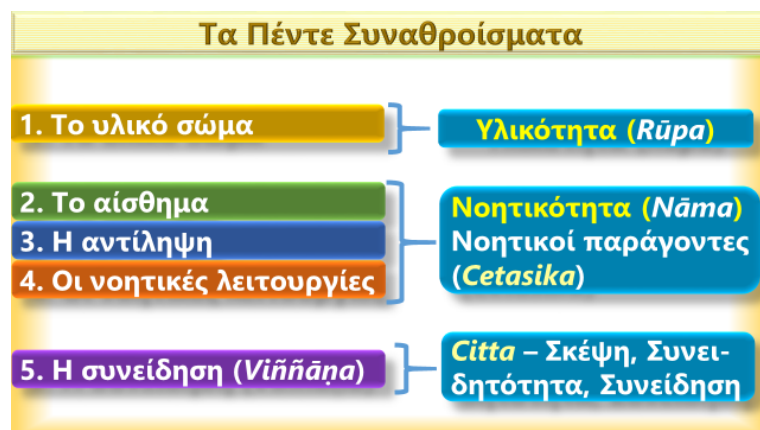 Τα Πέντε Συναθροίσματα
1. Το υλικό σώμα
Υλικότητα (Rūpa)
2. Το αίσθημα
3. Η αντίληψη
4. Οι νοητικές λειτουργίες
Νοητικότητα (Nāma)
Νοητικοί παράγοντες
(Cetasika)
5. Η συνείδηση (Viññāṇa)
Citta – Σκέψη, Συνει-
δητότητα, Συνείδηση